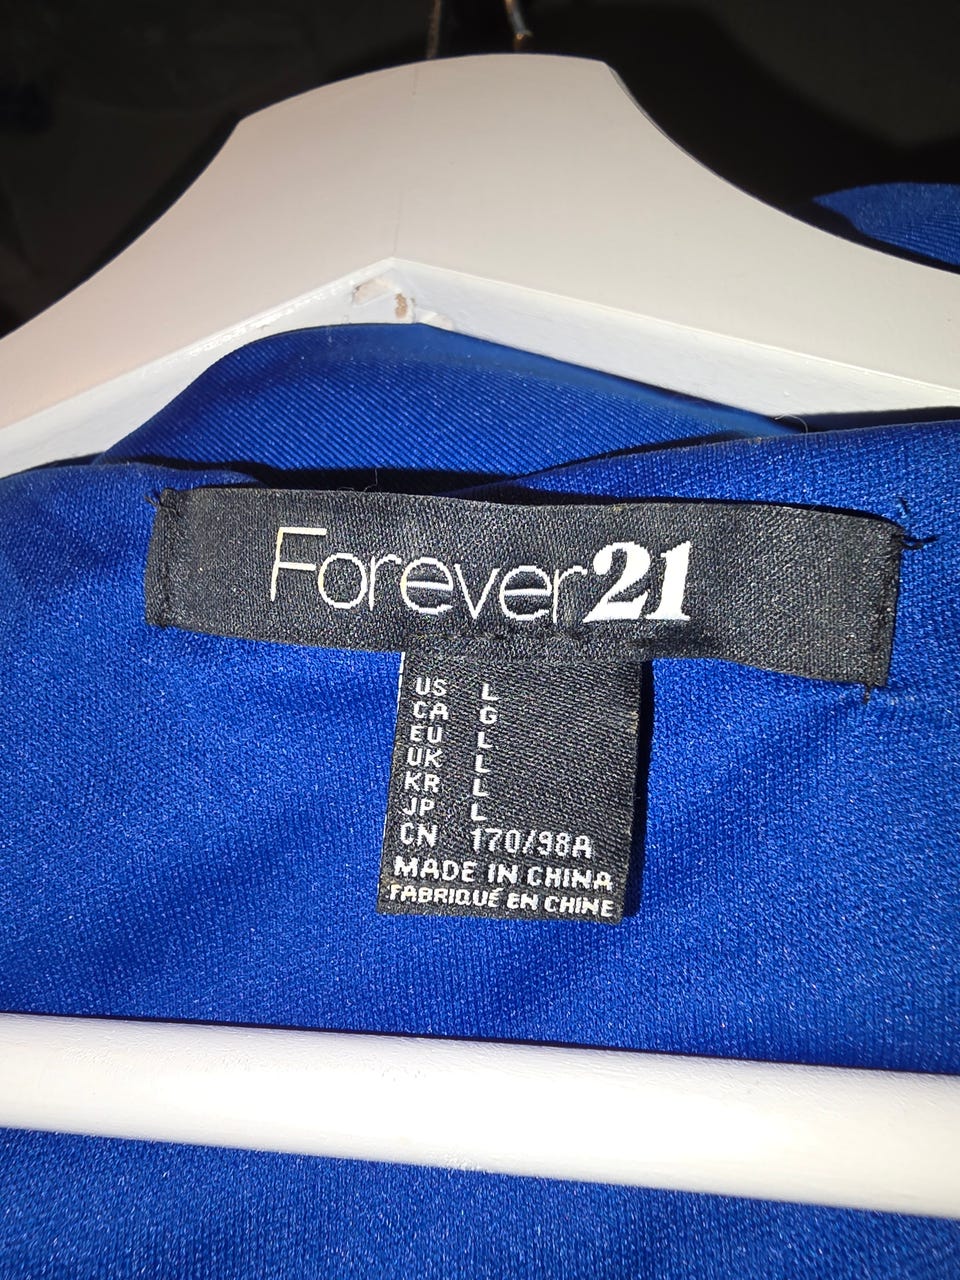 Forever21
US L
CA G
EU L
UK L
KR L
JP L
CN 170/98A
MADE IN CHINA
FABRIQUÉ EN CHINE